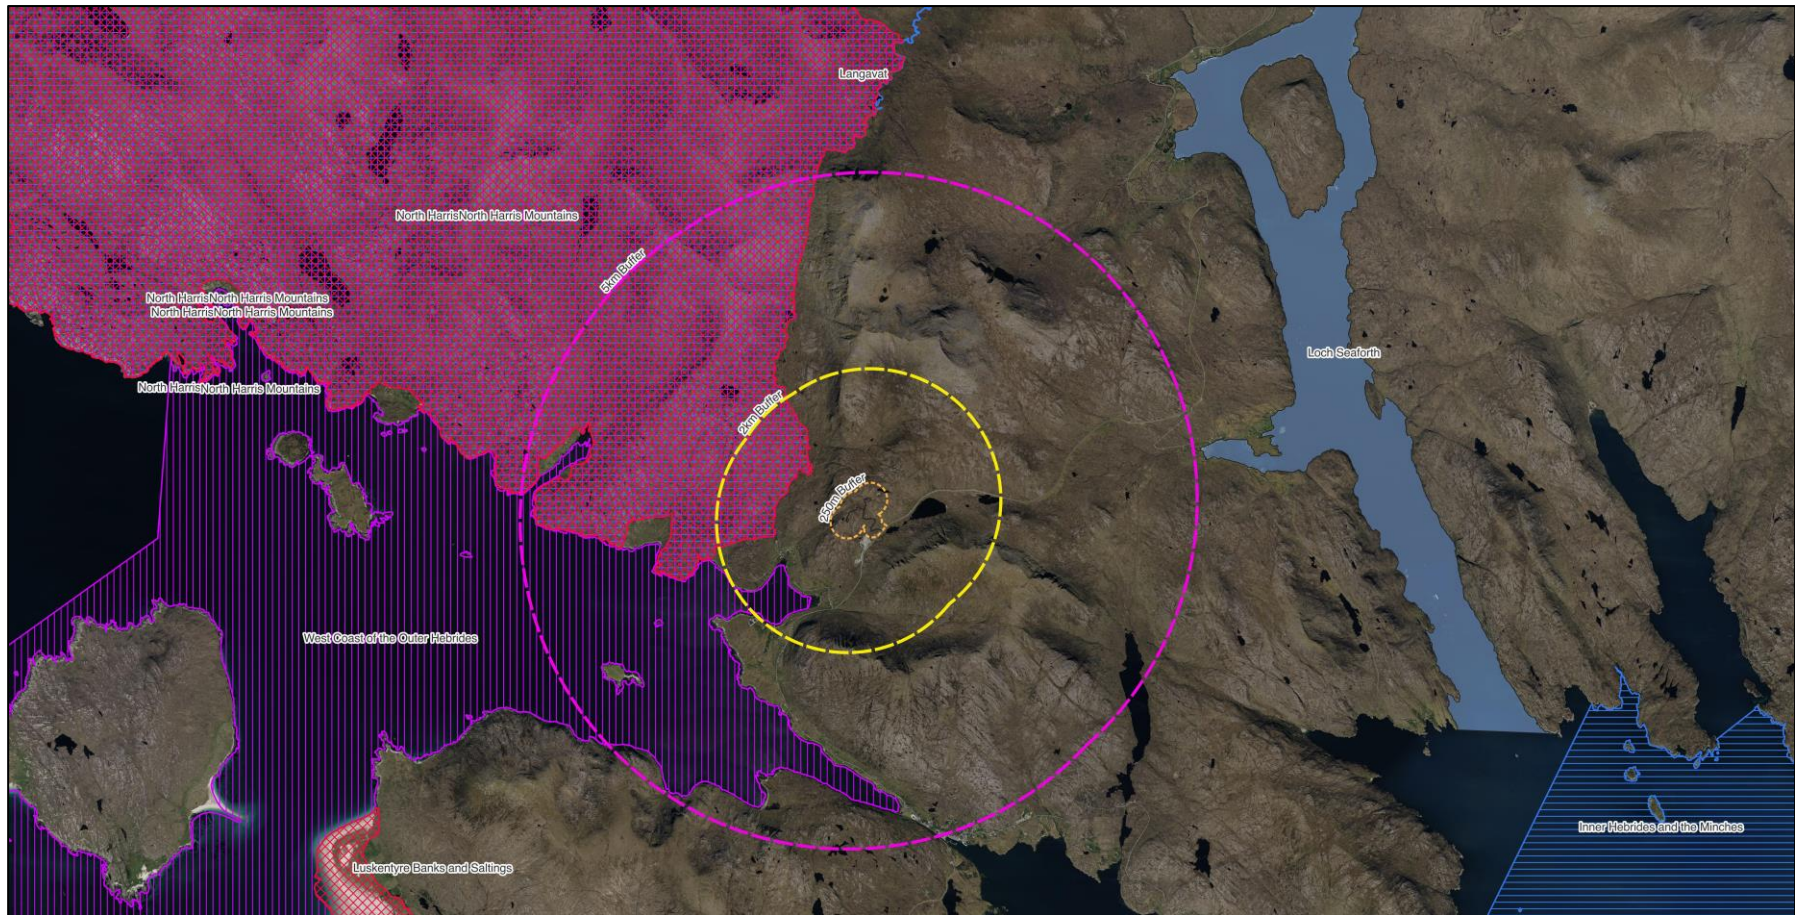 Langavat
North HarrisNorth Harris Mountains
5km Buffer
North HarrisNorth Harris Mountains
North HarrisNorth Harris Mountains
Loch Seaforth
North HarrisNorth Harris Mountains
2km Buffer
250m Buffer
West Coast of the Outer Hebrides
Inner Hebrides and the Minches
Luskentyre Banks and Saltings